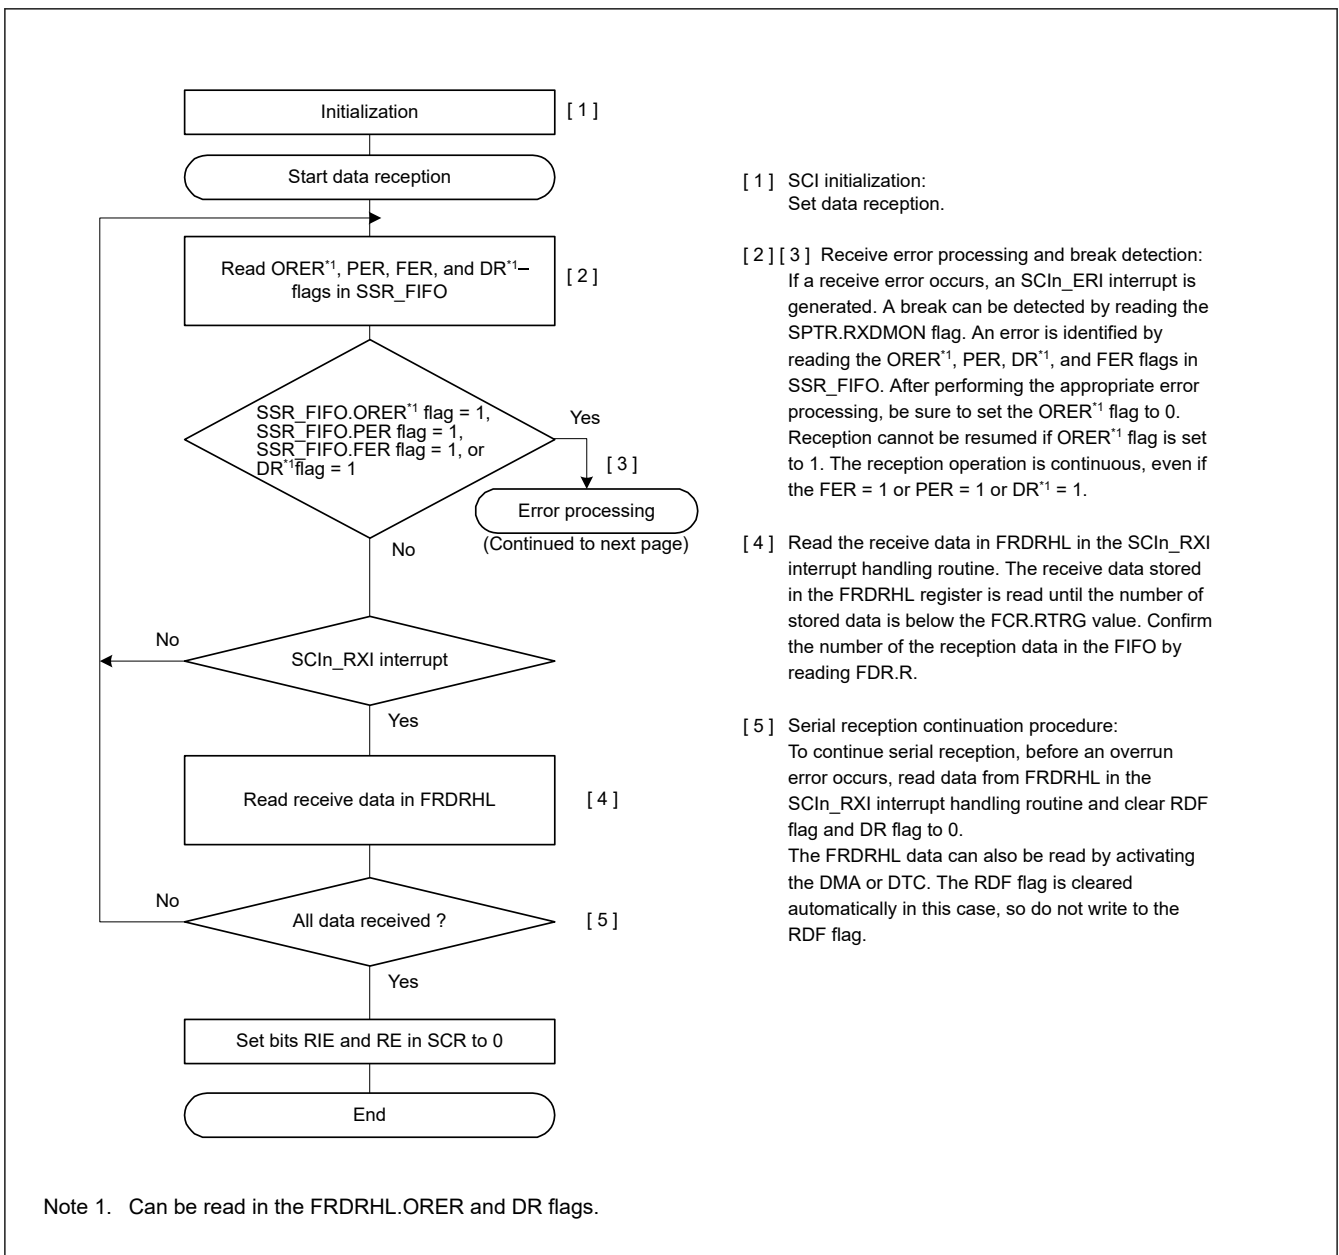 Initialization
[ 1 ]
Start data reception
Read ORER*1, PER, FER, and DR*1–
flags in SSR_FIFO
[ 2 ]
SSR_FIFO.ORER*1 flag = 1,
SSR_FIFO.PER flag = 1,
SSR_FIFO.FER flag = 1, or
DR*1flag = 1
Yes
[ 3 ]
Error processing
(Continued to next page)
No
No
SCIn_RXI interrupt
Yes
Read receive data in FRDRHL
[ 4 ]
No
All data received ?
[ 5 ]
Yes
Set bits RIE and RE in SCR to 0
End
[ 1 ] SCI initialization:
Set data reception.
[ 2 ] [ 3 ] Receive error processing and break detection:
If a receive error occurs, an SCIn_ERI interrupt is
generated. A break can be detected by reading the
SPTR.RXDMON flag. An error is identified by
reading the ORER*1, PER, DR*1, and FER flags in
SSR_FIFO. After performing the appropriate error
processing, be sure to set the ORER*1 flag to 0.
Reception cannot be resumed if ORER*1 flag is set
to 1. The reception operation is continuous, even if
the FER = 1 or PER = 1 or DR*1 = 1.
[ 4 ] Read the receive data in FRDRHL in the SCIn_RXI
interrupt handling routine. The receive data stored
in the FRDRHL register is read until the number of
stored data is below the FCR.RTRG value. Confirm
the number of the reception data in the FIFO by
reading FDR.R.
[ 5 ] Serial reception continuation procedure:
To continue serial reception, before an overrun
error occurs, read data from FRDRHL in the
SCIn_RXI interrupt handling routine and clear RDF
flag and DR flag to 0.
The FRDRHL data can also be read by activating
the DMA or DTC. The RDF flag is cleared
automatically in this case, so do not write to the
RDF flag.
Note 1. Can be read in the FRDRHL.ORER and DR flags.